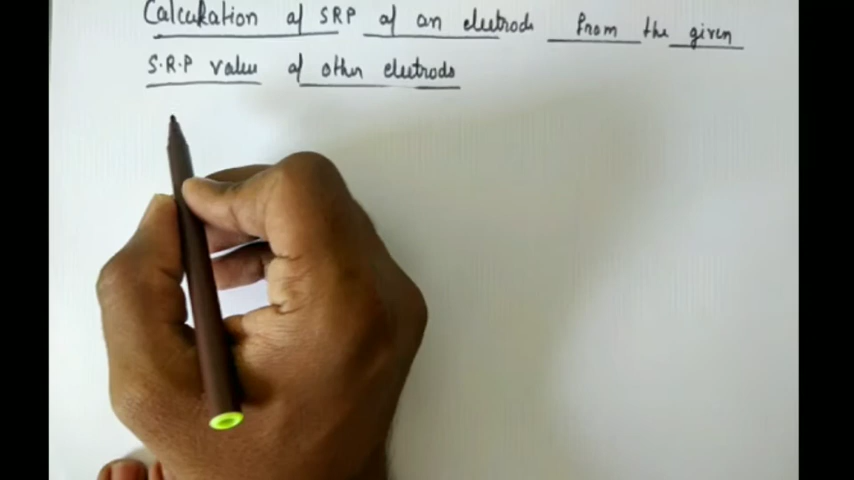 Calculation of SRP of an electrode from the given
S.R.P value of other electrode